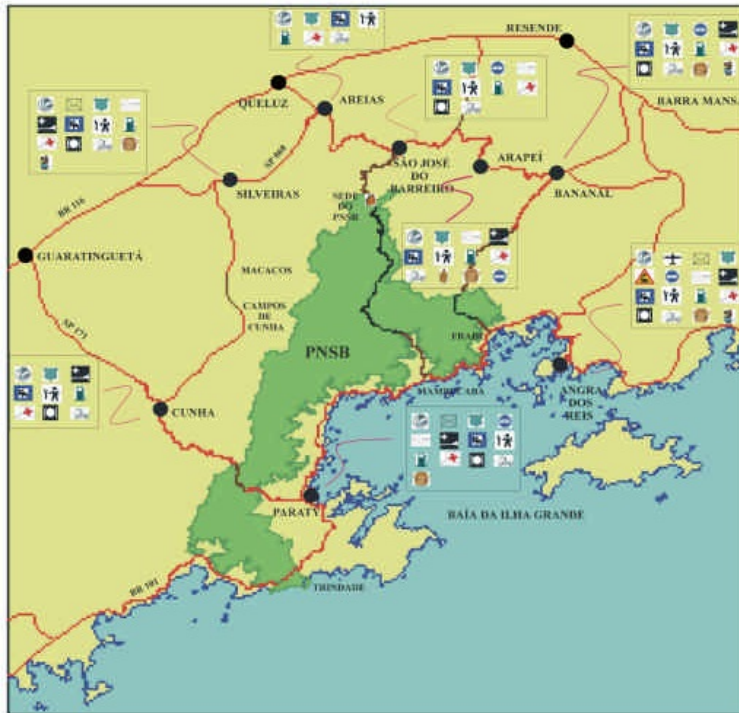 RESENDE
QUELUZ
AREIAS
BARRA MANSA
SÃO JOSÉ
DO
BARREIRO
ARAPEÍ
BANANAL
SP 068
SILVEIRAS
SEDE
DO
PNSB
BR 116
GUARATINGUETÁ
MACACOS
CAMPOS
DE
CUNHA
SP 171
PNSB
MAMBUCABA
ANGRA
DOS
REIS
CUNHA
PARATY
BAÍA DA ILHA GRANDE
BR 101
TRINDADE